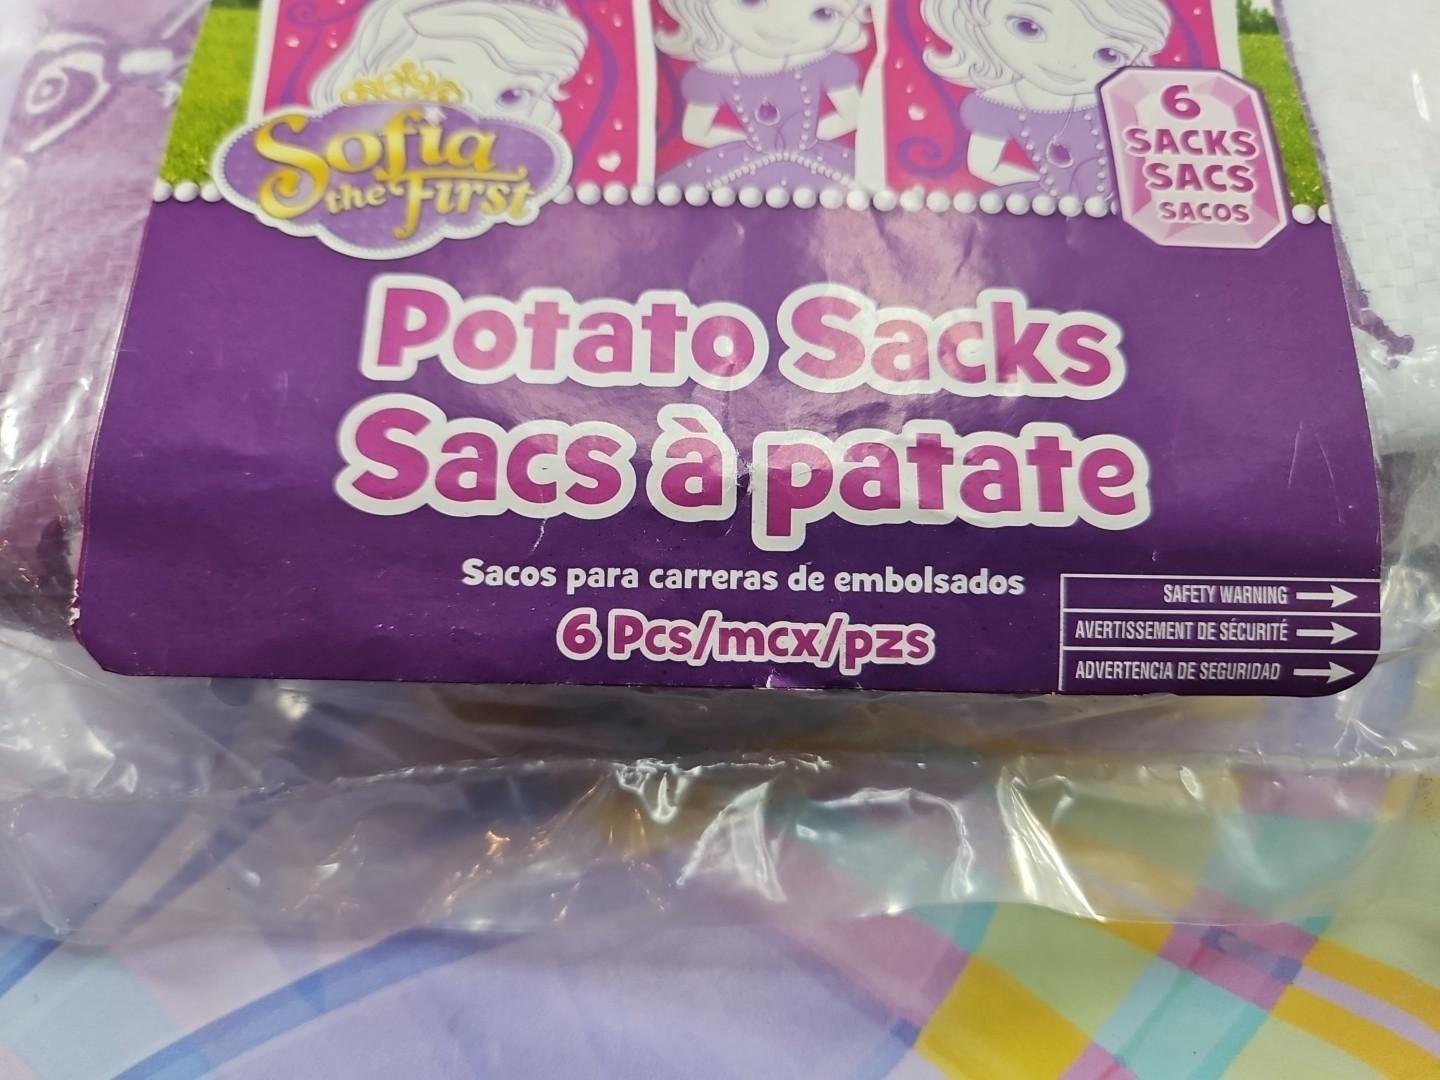 Sofia
the First
6
SACKS
SACS
SACOS
Potato Sacks
Sacs à patate
Sacos para carreras de embolsados
6 Pcs/mcx/pzs
SAFETY WARNING
AVERTISSEMENT DE SÉCURITÉ
ADVERTENCIA DE SEGURIDAD